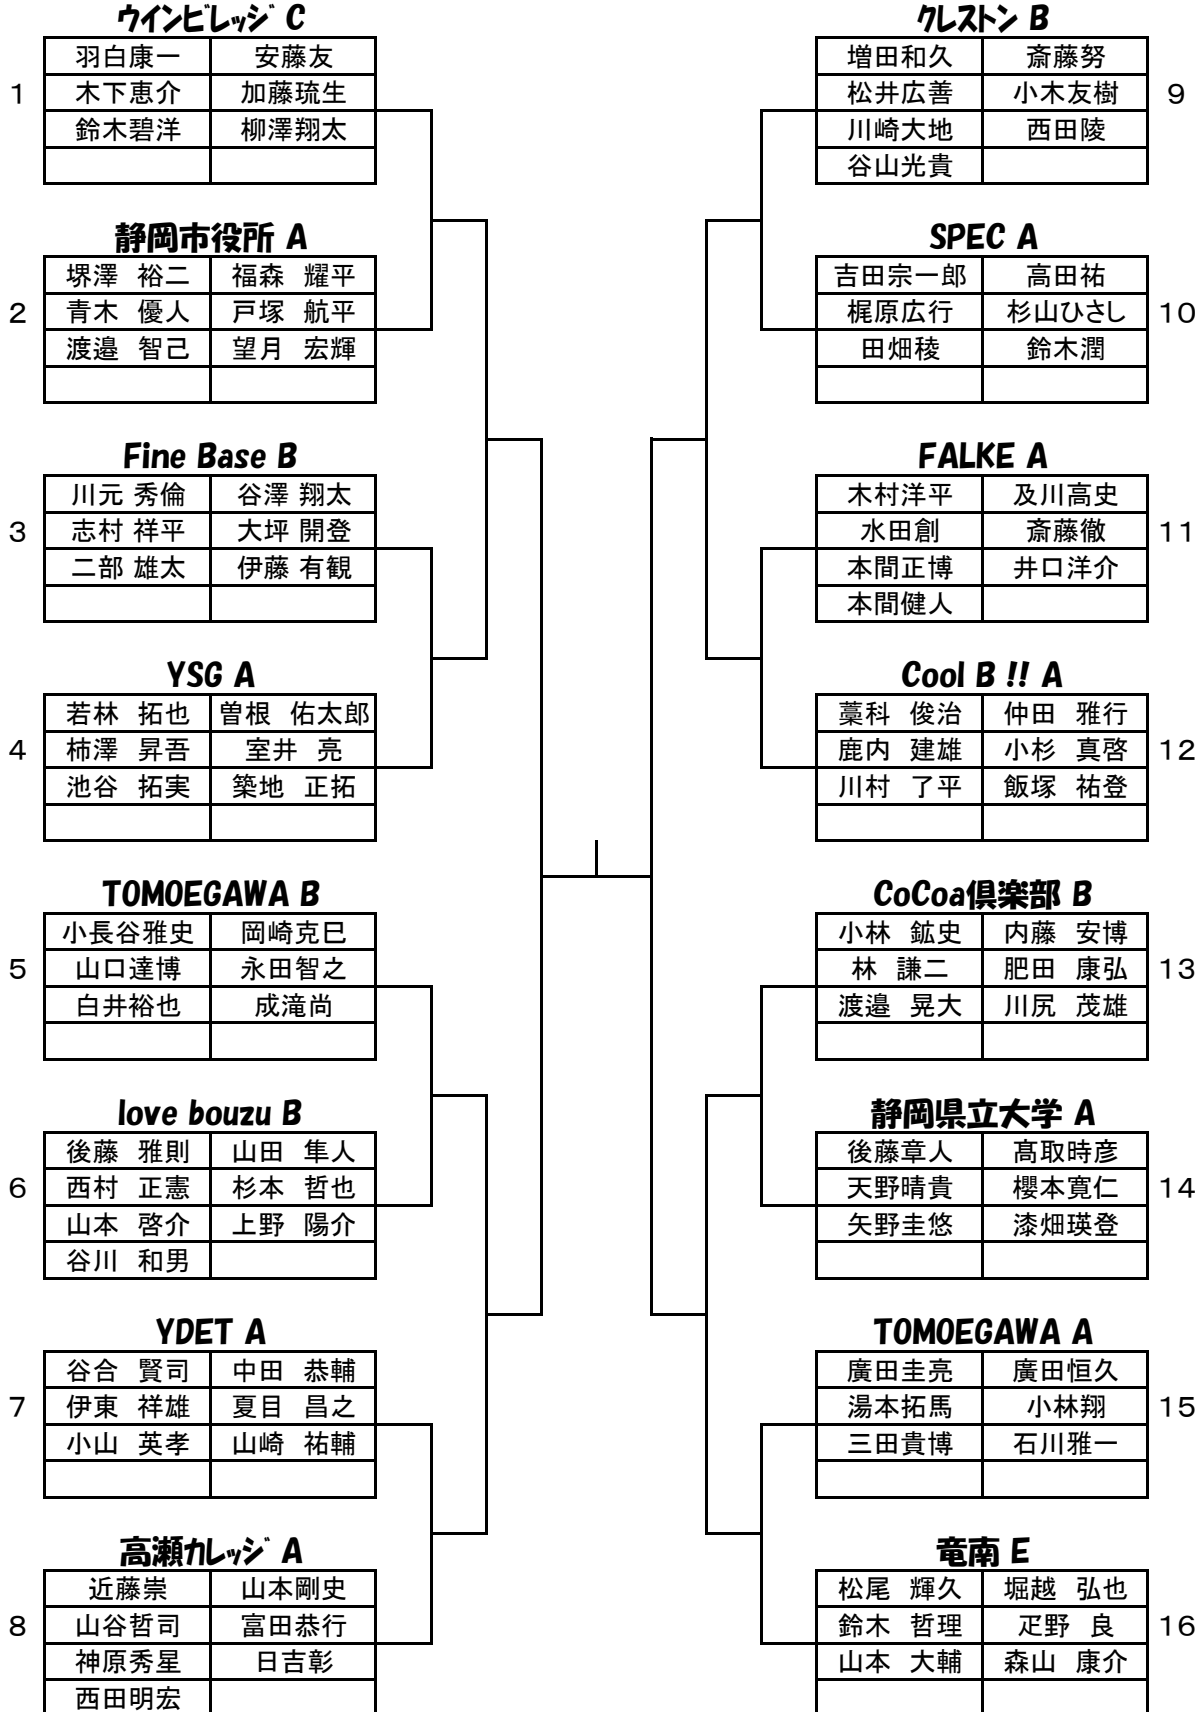 ウインビレッジ C
1
羽白康一 安藤友
木下恵介 加藤琉生
鈴木碧洋 柳澤翔太
静岡市役所 A
2
堺澤 裕二 福森 耀平
青木 優人 戸塚 航平
渡邉 智己 望月 宏輝
Fine Base B
3
川元 秀倫 谷澤 翔太
志村 祥平 大坪 開登
二部 雄太 伊藤 有観
YSG A
4
若林 拓也 曽根 佑太郎
柿澤 昇吾 室井 亮
池谷 拓実 築地 正拓
TOMOEGAWA B
5
小長谷雅史 岡崎克巳
山口達博 永田智之
白井裕也 成滝尚
love bouzu B
6
後藤 雅則 山田 隼人
西村 正憲 杉本 哲也
山本 啓介 上野 陽介
谷川 和男
YDET A
7
谷合 賢司 中田 恭輔
伊東 祥雄 夏目 昌之
小山 英孝 山崎 祐輔
高瀬カレッジ A
8
近藤崇 山本剛史
山谷哲司 富田恭行
神原秀星 日吉彰
西田明宏
クレストン B
9
増田和久 斎藤努
松井広善 小木友樹
川崎大地 西田陵
谷山光貴
SPEC A
10
吉田宗一郎 高田祐
梶原広行 杉山ひさし
田畑稜 鈴木潤
FALKE A
11
木村洋平 及川高史
水田創 斎藤徹
本間正博 井口洋介
本間健人
Cool B !! A
12
藁科 俊治 仲田 雅行
鹿内 建雄 小杉 真啓
川村 了平 飯塚 祐登
CoCoa倶楽部 B
13
小林 鉱史 内藤 安博
林 謙二 肥田 康弘
渡邉 晃大 川尻 茂雄
静岡県立大学 A
14
後藤章人 髙取時彦
天野晴貴 櫻本寛仁
矢野圭悠 漆畑瑛登
TOMOEGAWA A
15
廣田圭亮 廣田恒久
湯本拓馬 小林翔
三田貴博 石川雅一
竜南 E
16
松尾 輝久 堀越 弘也
鈴木 哲理 疋野 良
山本 大輔 森山 康介